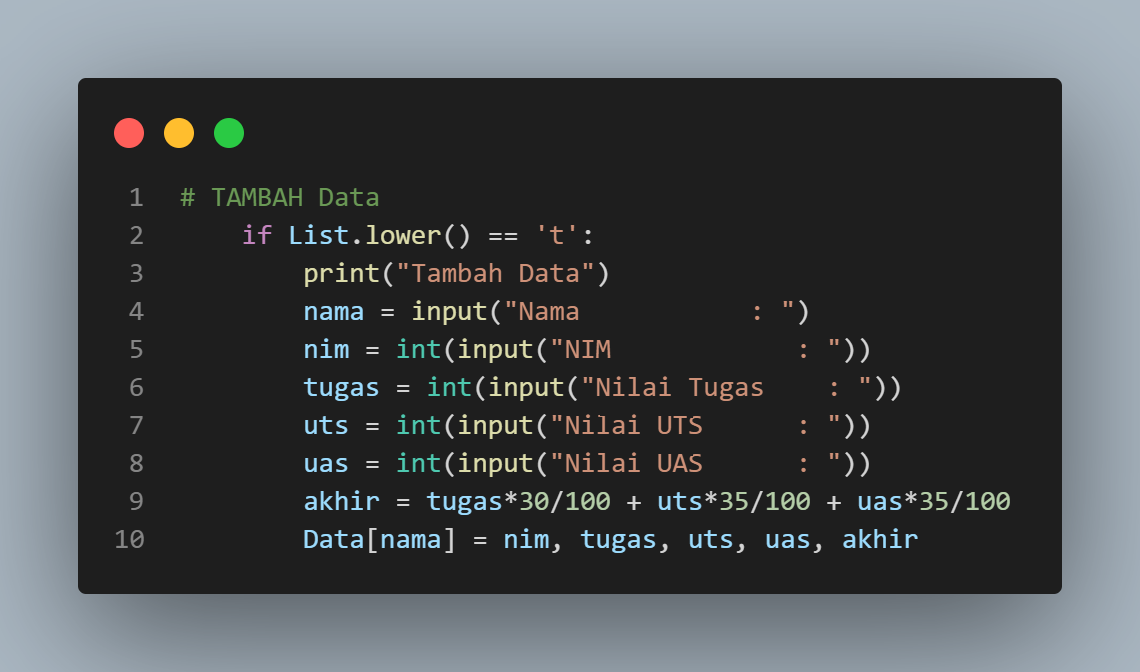 1 # TAMBAH Data
2     if List.lower() == 't':
3         print("Tambah Data")
4         nama = input("Nama           : ")
5         nim = int(input("NIM            : "))
6         tugas = int(input("Nilai Tugas    : "))
7         uts = int(input("Nilai UTS      : "))
8         uas = int(input("Nilai UAS      : "))
9         akhir = tugas*30/100 + uts*35/100 + uas*35/100
10         Data[nama] = nim, tugas, uts, uas, akhir